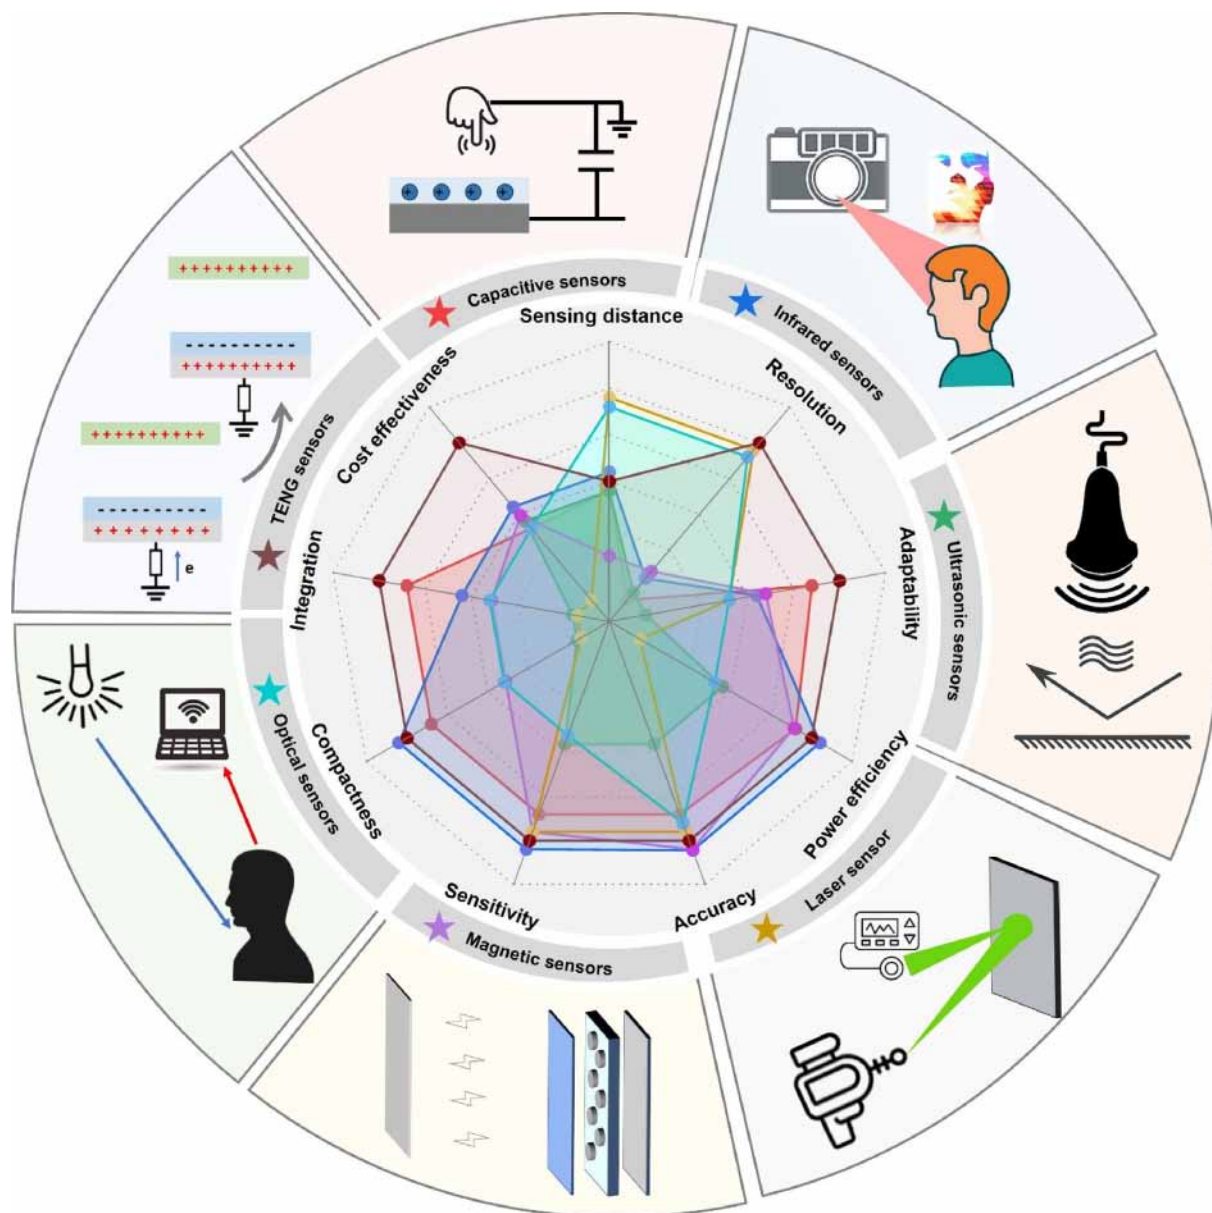 Capacitive sensors
Infrared sensors
Ultrasonic sensors
Laser sensor
Magnetic sensors
Optical sensors
TENG sensors
Sensing distance
Resolution
Adaptability
Power efficiency
Accuracy
Sensitivity
Compactness
Integration
Cost effectiveness
+ + + +
++++++++++
- - - - - - - - - -
++++++++++
++++++++++
- - - - - - - - - -
+ + + + + + + +
e